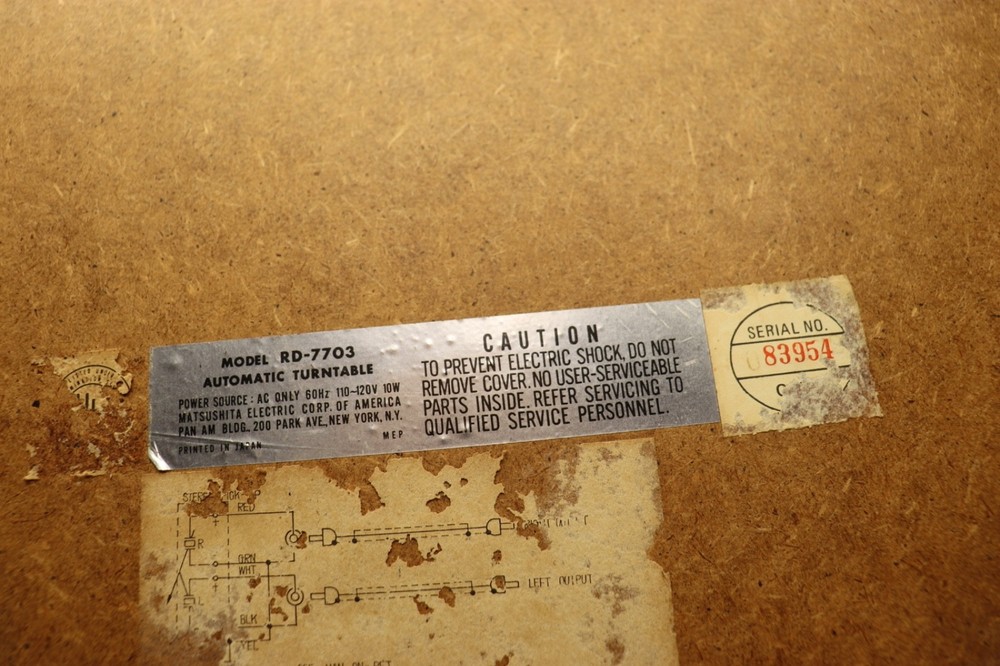 MODEL RD-7703
AUTOMATIC TURNTABLE
POWER SOURCE: AC ONLY 60Hz 110-120V 10W
MATSUSHITA ELECTRIC CORP. OF AMERICA
PAN AM BLDG., 200 PARK AVE., NEW YORK, N.Y.
MEP
PRINTED IN JAPAN
CAUTION
TO PREVENT ELECTRIC SHOCK, DO NOT
REMOVE COVER. NO USER-SERVICEABLE
PARTS INSIDE. REFER SERVICING TO
QUALIFIED SERVICE PERSONNEL.
SERIAL NO.
83954
RED
R
GRN
WHT
L
LEFT OUTPUT
BLK
YEL